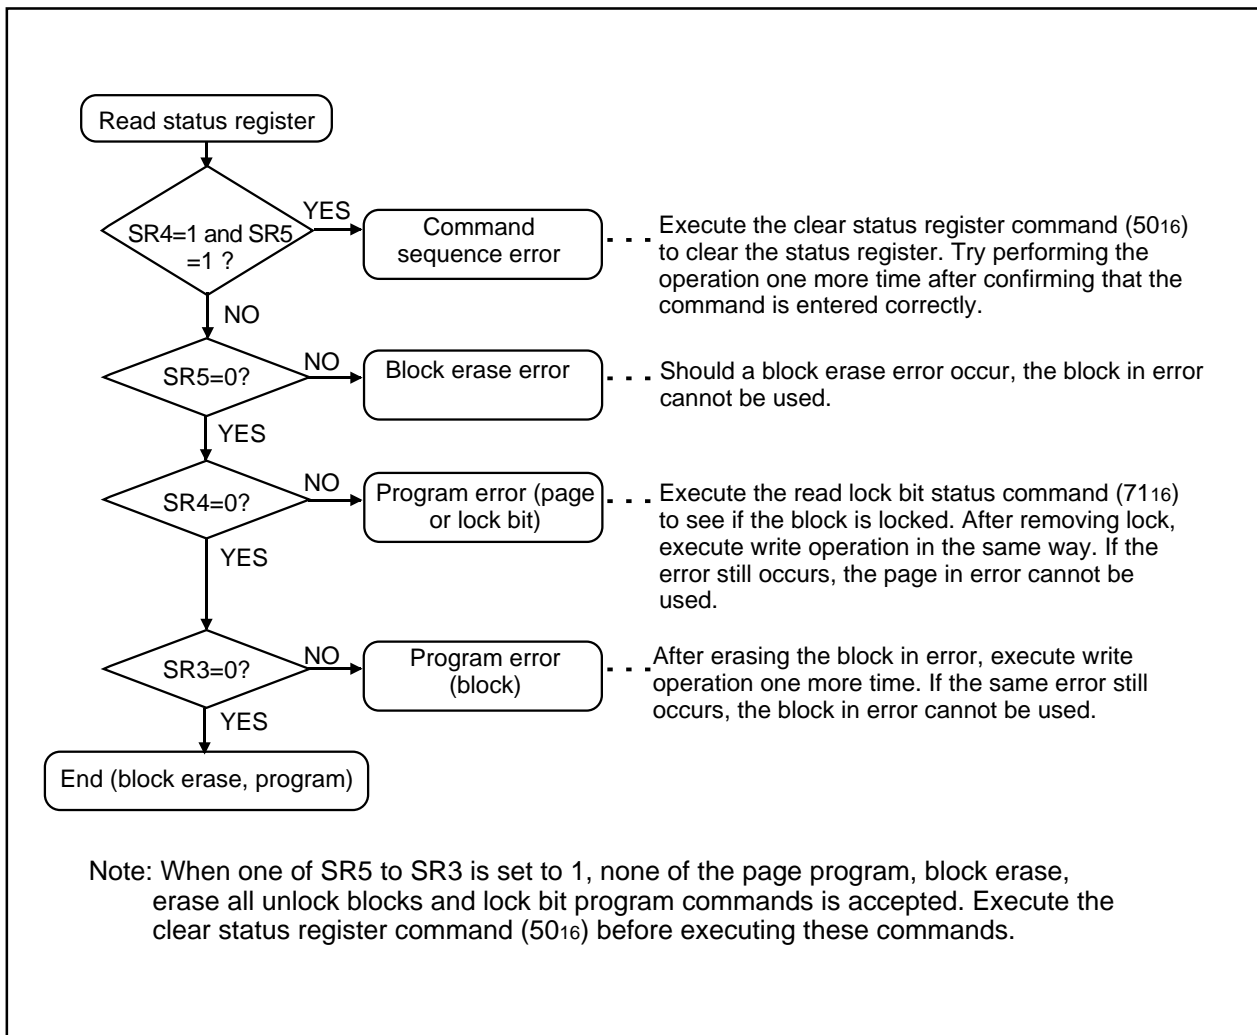 Read status register
SR4=1 and SR5
=1 ?
YES
Command
sequence error
Execute the clear status register command (5016)
to clear the status register. Try performing the
operation one more time after confirming that the
command is entered correctly.
NO
SR5=0?
NO
Block erase error
Should a block erase error occur, the block in error
cannot be used.
YES
SR4=0?
NO
Program error (page
or lock bit)
Execute the read lock bit status command (7116)
to see if the block is locked. After removing lock,
execute write operation in the same way. If the
error still occurs, the page in error cannot be
used.
YES
SR3=0?
NO
Program error
(block)
After erasing the block in error, execute write
operation one more time. If the same error still
occurs, the block in error cannot be used.
YES
End (block erase, program)
Note: When one of SR5 to SR3 is set to 1, none of the page program, block erase,
erase all unlock blocks and lock bit program commands is accepted. Execute the
clear status register command (5016) before executing these commands.